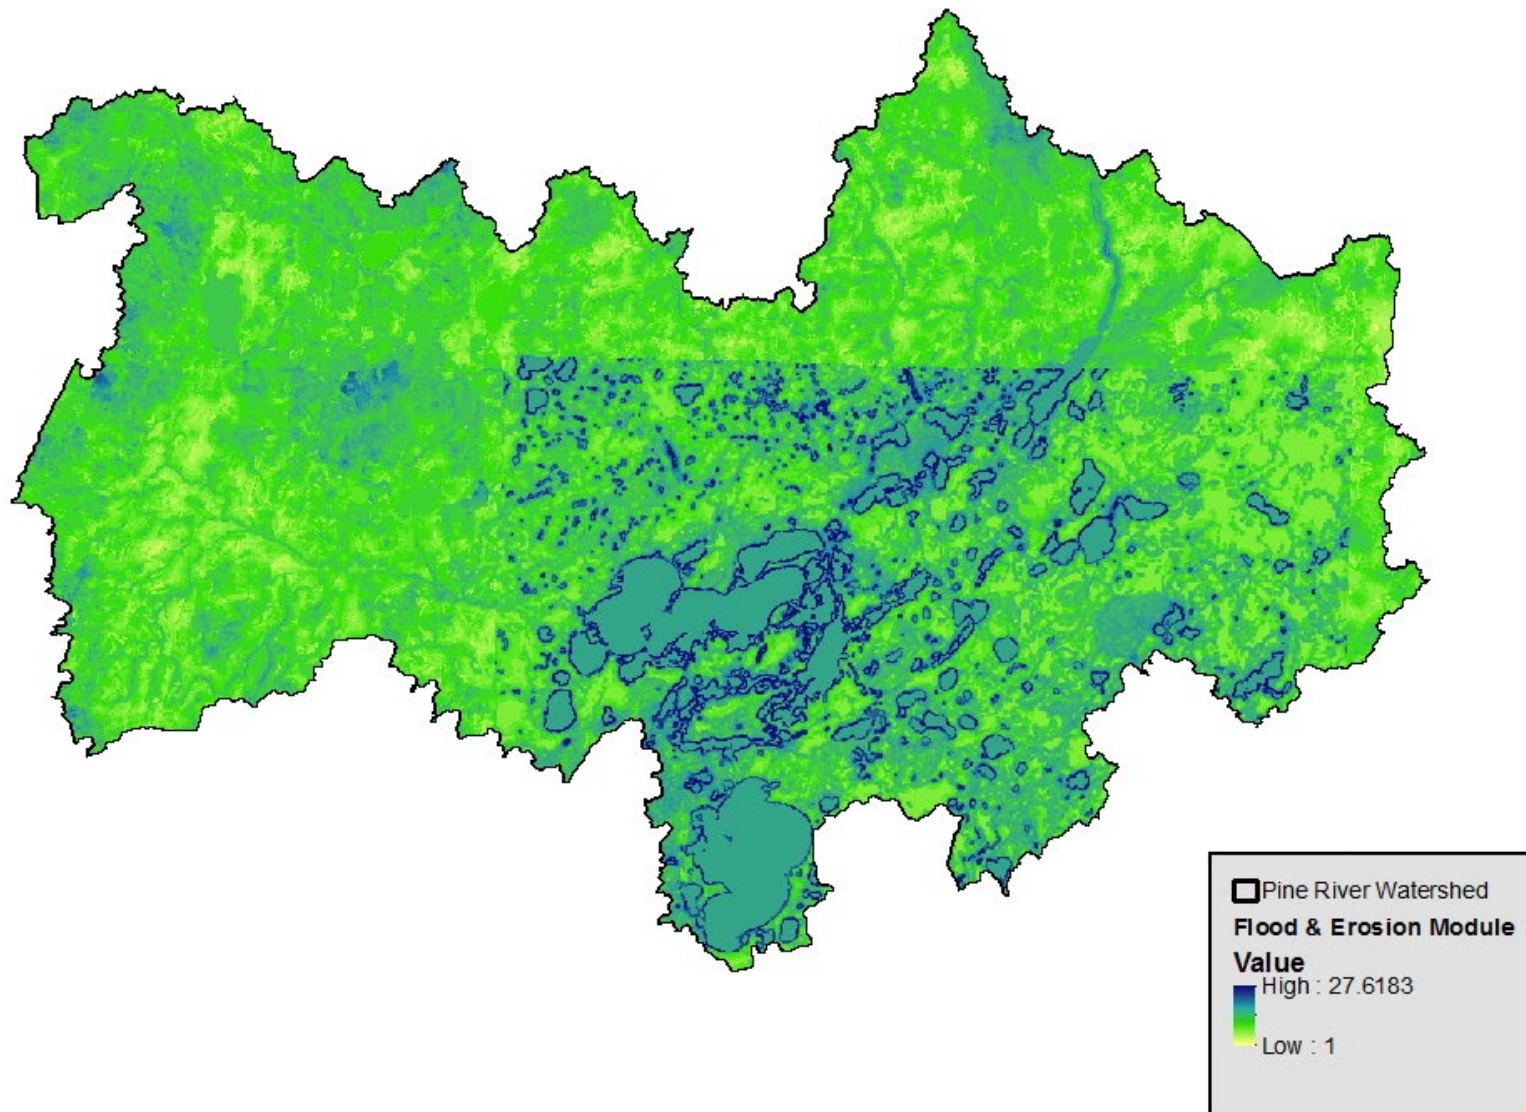 Pine River Watershed
Flood & Erosion Module
Value
High : 27.6183
Low : 1